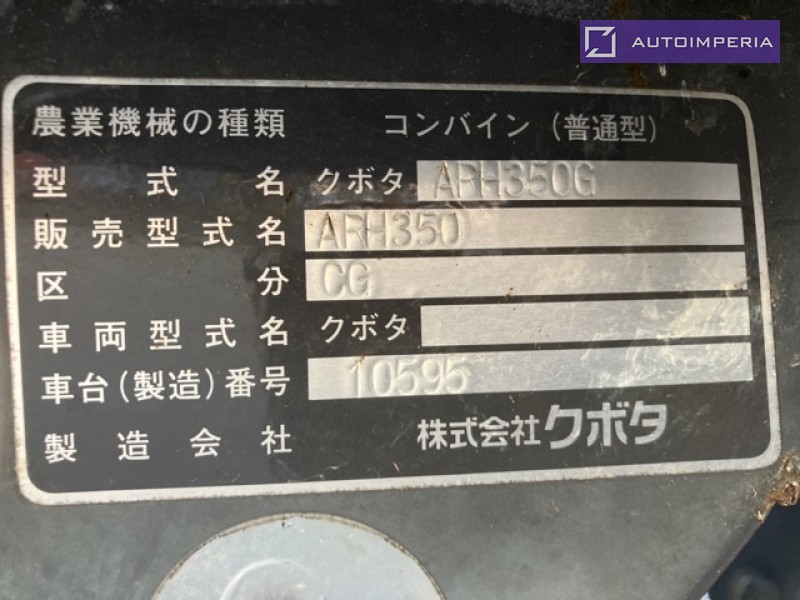 AUTOIMPERIA
農業機械の種類 コンバイン (普通型)
型式名 クボタ ARH350G
販売型式名 ARH350
区分 CG
車両型式名 クボタ
車台(製造)番号 10595
製造会社 株式会社クボタ